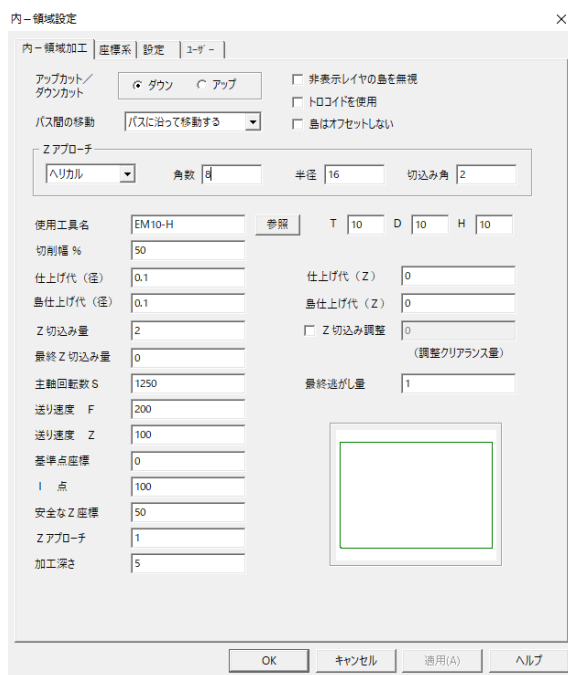 内－領域設定
内－領域加工 座標系 設定 ﾕｰｻﾞｰ
アップカット／
ダウンカット
ダウン アップ
非表示レイヤの島を無視
トロコイドを使用
パス間の移動 パスに沿って移動する
島はオフセットしない
Ｚアプローチ
ヘリカル 角数 8 半径 16 切込み角 2
使用工具名 EM10-H 参照 T 10 D 10 H 10
切削幅 % 50
仕上げ代（径） 0.1 仕上げ代（Z） 0
島仕上げ代（径） 0.1 島仕上げ代（Z） 0
Ｚ切込み量 2 Ｚ切込み調整 0
（調整クリアランス量）
最終Ｚ切込み量 0
主軸回転数Ｓ 1250 最終逃がし量 1
送り速度　F 200
送り速度　Z 100
基準点座標 0
Ｉ　点 100
安全なＺ座標 50
Ｚアプローチ 1
加工深さ 5
OK キャンセル 適用(A) ヘルプ